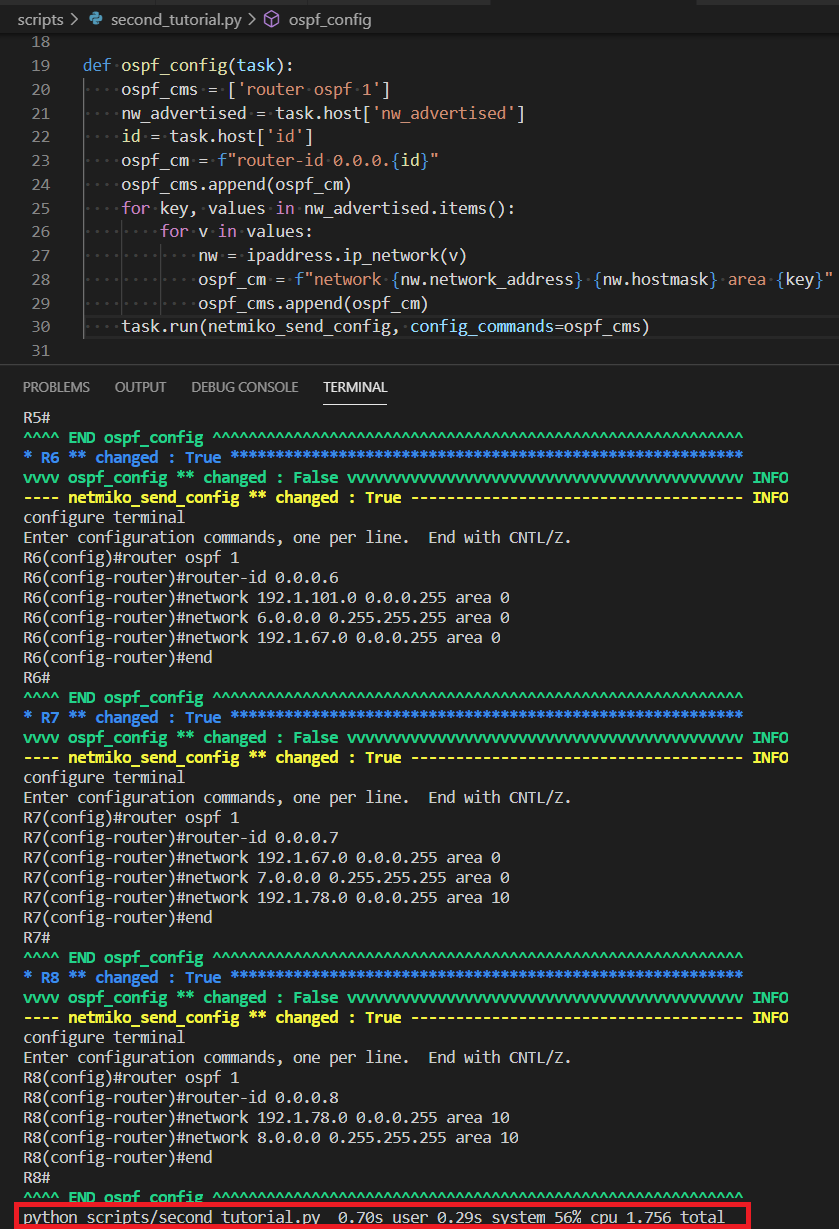 scripts > second_tutorial.py > ospf_config
18
19 def ospf_config(task):
20 ospf_cms = ['router ospf 1']
21 nw_advertised = task.host['nw_advertised']
22 id = task.host['id']
23 ospf_cm = f"router-id 0.0.0.{id}"
24 ospf_cms.append(ospf_cm)
25 for key, values in nw_advertised.items():
26 for v in values:
27 nw = ipaddress.ip_network(v)
28 ospf_cm = f"network {nw.network_address} {nw.hostmask} area {key}"
29 ospf_cms.append(ospf_cm)
30 task.run(netmiko_send_config, config_commands=ospf_cms)
31
PROBLEMS OUTPUT DEBUG CONSOLE TERMINAL
R5#
^^^^ END ospf_config ^^^^^^^^^^^^^^^^^^^^^^^^^^^^^^^^^^^^^^^^^^^^^^^^^^^^^^^^^^^
* R6 ** changed : True *********************************************************
vvvv ospf_config ** changed : False vvvvvvvvvvvvvvvvvvvvvvvvvvvvvvvvvvvvvvvvvvvv INFO
---- netmiko_send_config ** changed : True ------------------------------------- INFO
configure terminal
Enter configuration commands, one per line.  End with CNTL/Z.
R6(config)#router ospf 1
R6(config-router)#router-id 0.0.0.6
R6(config-router)#network 192.1.101.0 0.0.0.255 area 0
R6(config-router)#network 6.0.0.0 0.255.255.255 area 0
R6(config-router)#network 192.1.67.0 0.0.0.255 area 0
R6(config-router)#end
R6#
^^^^ END ospf_config ^^^^^^^^^^^^^^^^^^^^^^^^^^^^^^^^^^^^^^^^^^^^^^^^^^^^^^^^^^^
* R7 ** changed : True *********************************************************
vvvv ospf_config ** changed : False vvvvvvvvvvvvvvvvvvvvvvvvvvvvvvvvvvvvvvvvvvvv INFO
---- netmiko_send_config ** changed : True ------------------------------------- INFO
configure terminal
Enter configuration commands, one per line.  End with CNTL/Z.
R7(config)#router ospf 1
R7(config-router)#router-id 0.0.0.7
R7(config-router)#network 192.1.67.0 0.0.0.255 area 0
R7(config-router)#network 7.0.0.0 0.255.255.255 area 0
R7(config-router)#network 192.1.78.0 0.0.0.255 area 10
R7(config-router)#end
R7#
^^^^ END ospf_config ^^^^^^^^^^^^^^^^^^^^^^^^^^^^^^^^^^^^^^^^^^^^^^^^^^^^^^^^^^^
* R8 ** changed : True *********************************************************
vvvv ospf_config ** changed : False vvvvvvvvvvvvvvvvvvvvvvvvvvvvvvvvvvvvvvvvvvvv INFO
---- netmiko_send_config ** changed : True ------------------------------------- INFO
configure terminal
Enter configuration commands, one per line.  End with CNTL/Z.
R8(config)#router ospf 1
R8(config-router)#router-id 0.0.0.8
R8(config-router)#network 192.1.78.0 0.0.0.255 area 10
R8(config-router)#network 8.0.0.0 0.255.255.255 area 10
R8(config-router)#end
R8#
^^^^ END ospf_config ^^^^^^^^^^^^^^^^^^^^^^^^^^^^^^^^^^^^^^^^^^^^^^^^^^^^^^^^^^^
python scripts/second_tutorial.py  0.70s user 0.29s system 56% cpu 1.756 total